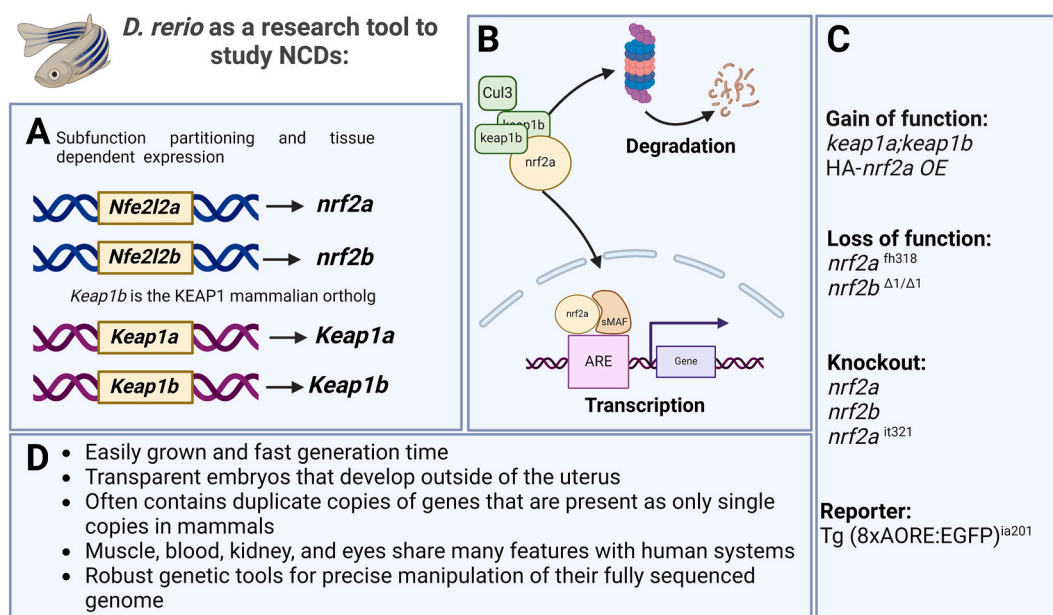 D. rerio as a research tool to
study NCDs:
A
Subfunction partitioning and tissue
dependent expression
Nfe2l2a
nrf2a
Nfe2l2b
nrf2b
Keap1b is the KEAP1 mammalian ortholg
Keap1a
Keap1a
Keap1b
Keap1b
B
Cul3
keap1b
keap1b
nrf2a
Degradation
nrf2a
sMAF
ARE
Gene
Transcription
C
Gain of function:
keap1a;keap1b
HA-nrf2a OE
Loss of function:
nrf2a fh318
nrf2b Δ1/Δ1
Knockout:
nrf2a
nrf2b
nrf2a it321
Reporter:
Tg (8xAORE:EGFP)ia201
D
• Easily grown and fast generation time
• Transparent embryos that develop outside of the uterus
• Often contains duplicate copies of genes that are present as only single
copies in mammals
• Muscle, blood, kidney, and eyes share many features with human systems
• Robust genetic tools for precise manipulation of their fully sequenced
genome